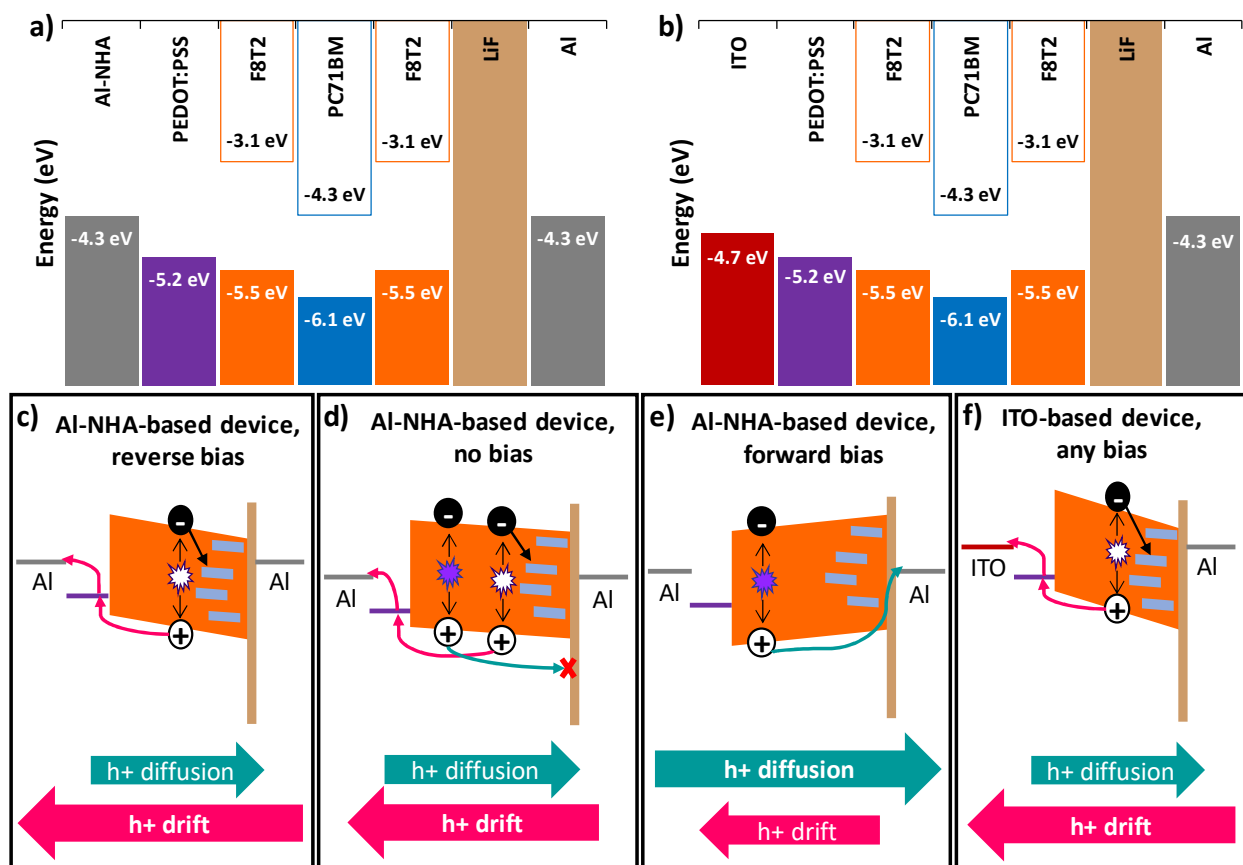 a)
Al-NHA
PEDOT:PSS
F8T2
PC71BM
F8T2
LiF
Al
Energy (eV)
-3.1 eV
-3.1 eV
-4.3 eV
-4.3 eV
-4.3 eV
-5.2 eV
-5.5 eV
-5.5 eV
-6.1 eV
b)
ITO
PEDOT:PSS
F8T2
PC71BM
F8T2
LiF
Al
Energy (eV)
-3.1 eV
-3.1 eV
-4.3 eV
-4.7 eV
-4.3 eV
-5.2 eV
-5.5 eV
-5.5 eV
-6.1 eV
c)
Al-NHA-based device,
reverse bias
-
Al
Al
+
h+ diffusion
h+ drift
d)
Al-NHA-based device,
no bias
-
-
Al
Al
+
+
h+ diffusion
h+ drift
e)
Al-NHA-based device,
forward bias
-
Al
Al
+
h+ diffusion
h+ drift
f)
ITO-based device,
any bias
-
ITO
Al
+
h+ diffusion
h+ drift